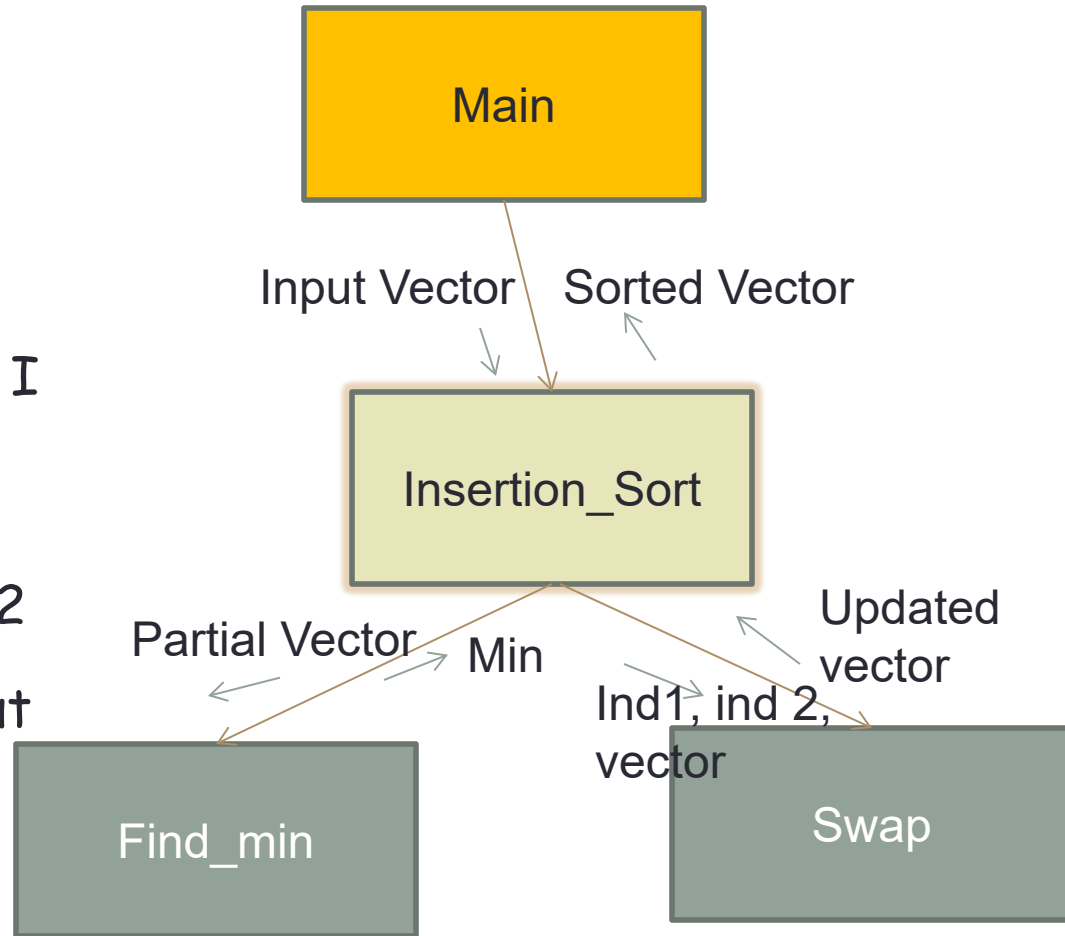 Main
Input Vector
Sorted Vector
I
Insertion_Sort
2
Partial Vector
Min
Updated
vector
Ind1, ind 2,
vector
Find_min
Swap